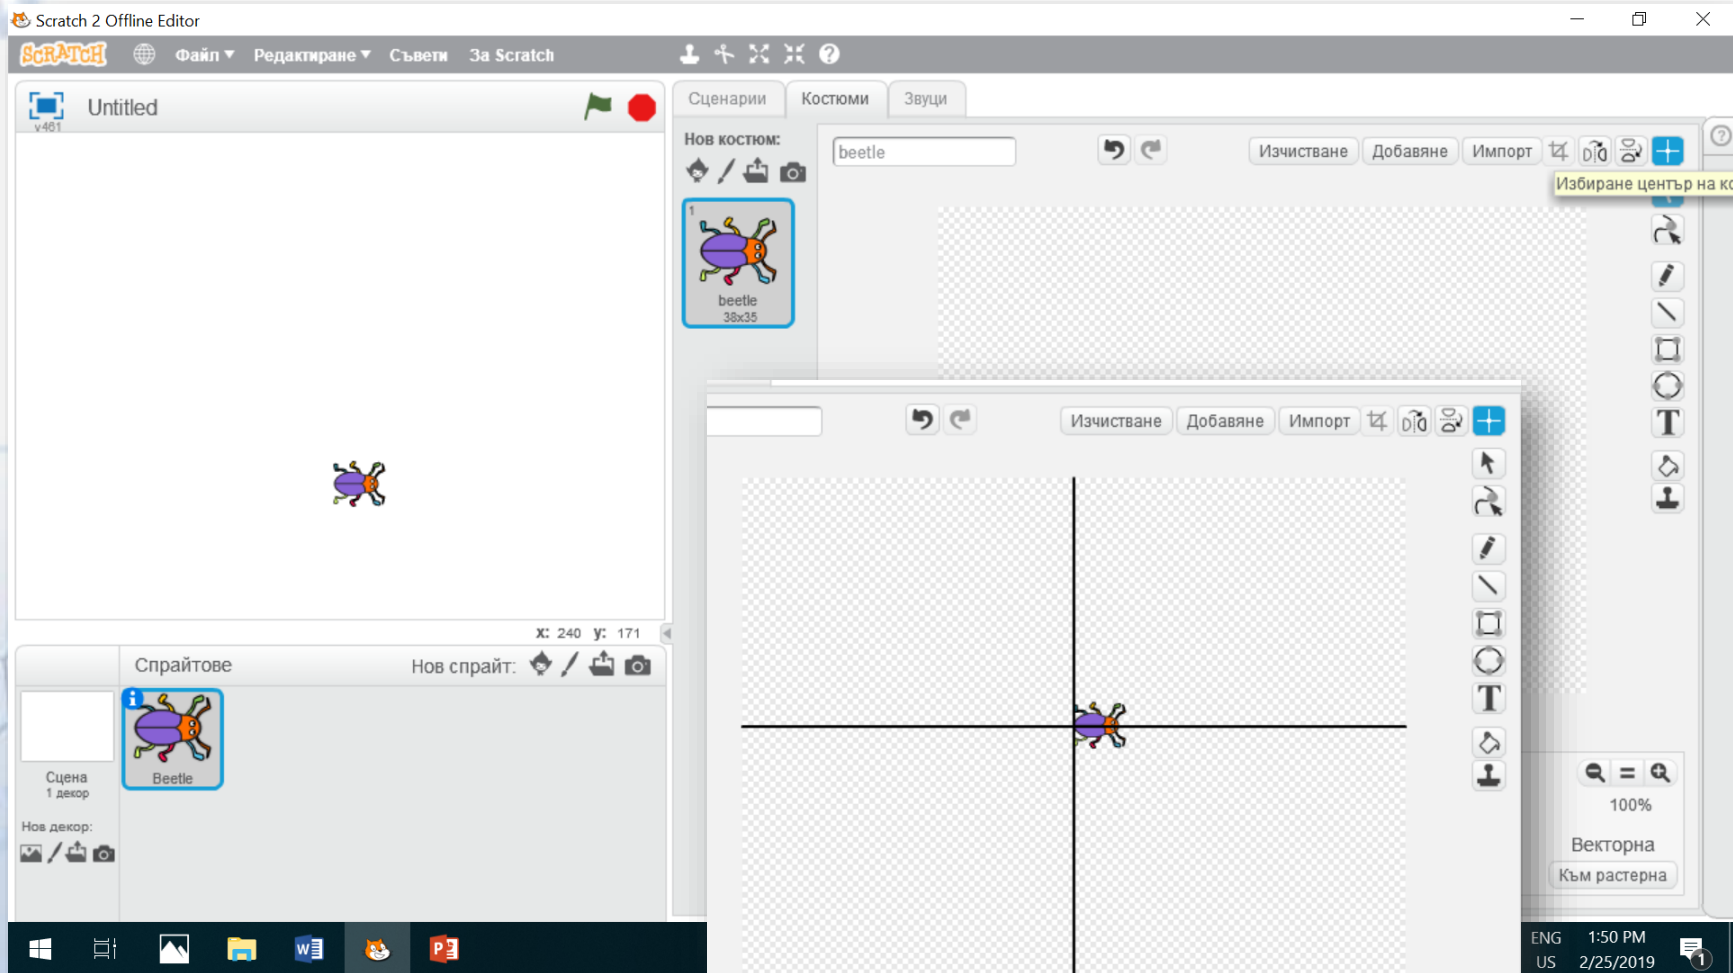 Scratch 2 Offline Editor
SCRATCH Файл Редактиране Съвети За Scratch
v461 Untitled
Сценарии Костюми Звуци
Нов костюм:
beetle
Изчистване Добавяне Импорт
Избиране център на ко
1
beetle
38x35
Изчистване Добавяне Импорт
T
T
x: 240 y: 171
Спрайтове Нов спрайт:
Beetle
Сцена
1 декор
Нов декор:
100%
Векторна
Към растерна
ENG
US
1:50 PM
2/25/2019
1